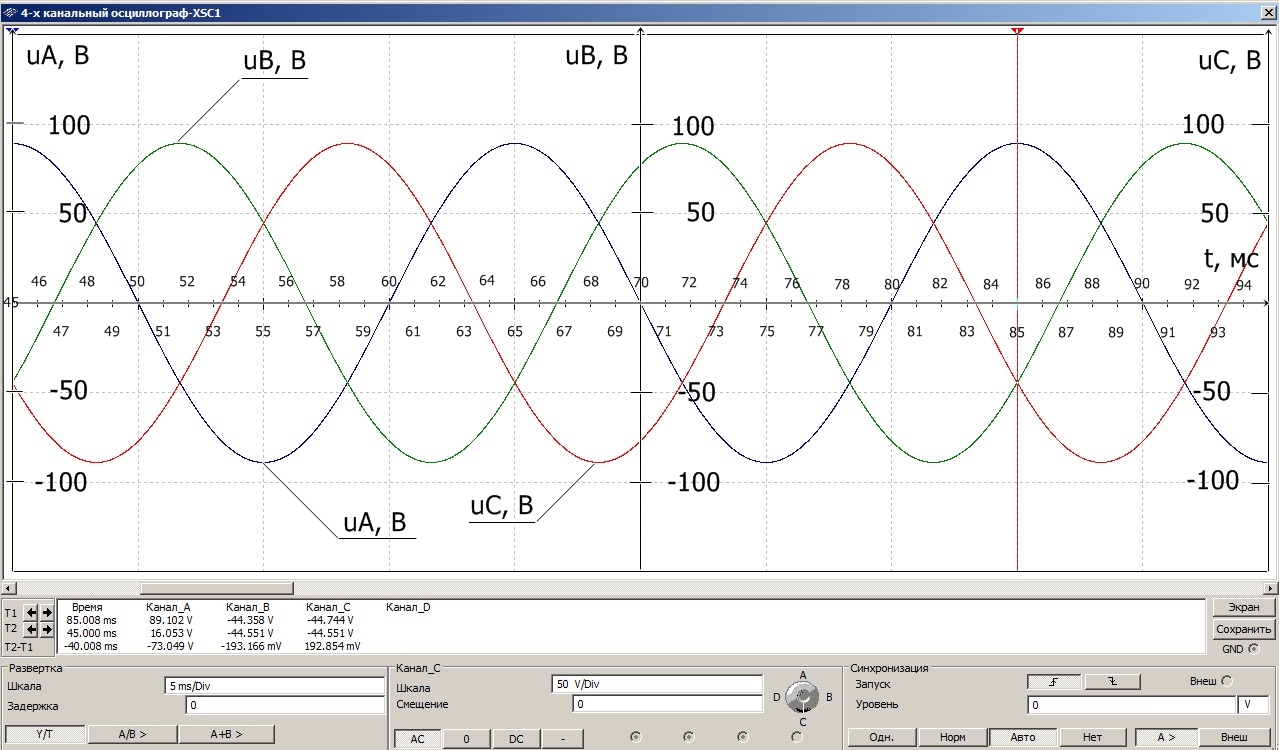 4-х канальный осциллограф-XSC1
uA, В
uB, В
uB, В
uC, В
100
100
100
50
50
50
t, мс
46 48 50 52 54 56 58 60 62 64 66 68 70 72 74 76 78 80 82 84 86 88 90 92 94
45
47 49 51 53 55 57 59 61 63 65 67 69 71 73 75 77 79 81 83 85 87 89 91 93
-50
-50
-50
-100
-100
-100
uA, В
uC, В
Время Канал_A Канал_B Канал_C Канал_D
T1 85.008 ms 89.102 V -44.358 V -44.744 V
T2 45.000 ms 16.053 V -44.551 V -44.551 V
T2-T1 -40.008 ms -73.049 V -193.166 mV 192.854 mV
Экран
Сохранить
GND
Развертка
Шкала 5 ms/Div
Задержка 0
Y/T A/B > A+B >
Канал_C
Шкала 50 V/Div
Смещение 0
AC 0 DC -
A
D B
C
Синхронизация
Запуск Внеш
Уровень 0 V
Одн. Норм Авто Нет A > Внеш